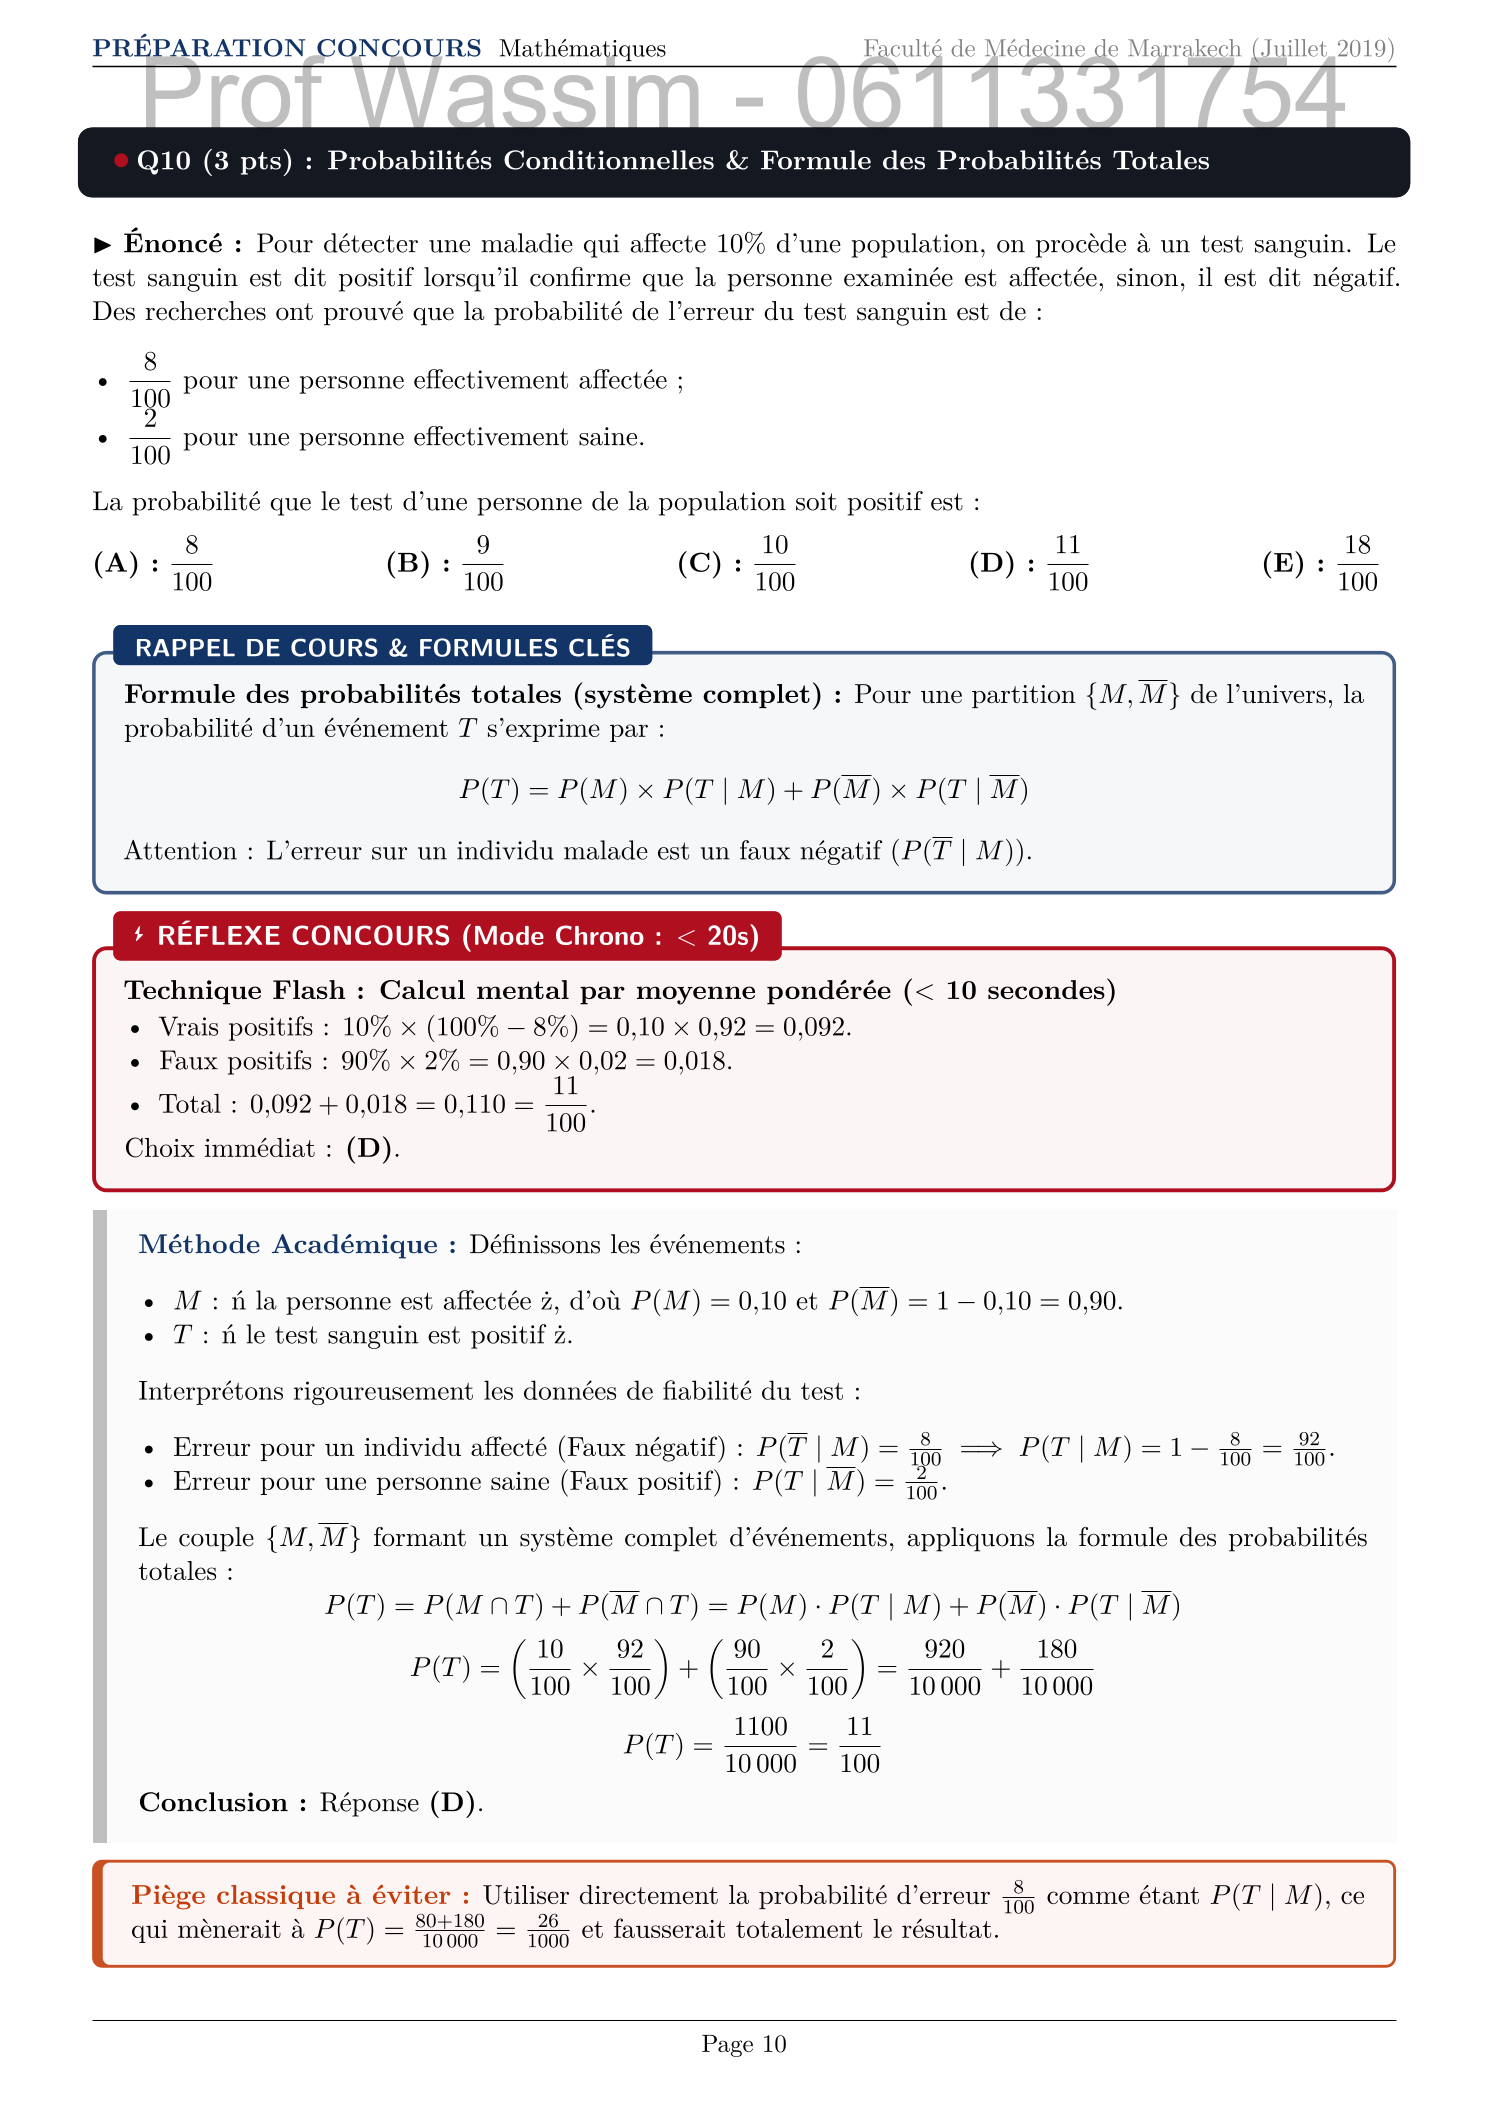 PRÉPARATION CONCOURS Mathématiques Faculté de Médecine de Marrakech (Juillet 2019)
Prof Wassim - 0611331754
● Q10 (3 pts) : Probabilités Conditionnelles & Formule des Probabilités Totales
▶ Énoncé : Pour détecter une maladie qui affecte 10% d'une population, on procède à un test sanguin. Le
test sanguin est dit positif lorsqu'il confirme que la personne examinée est affectée, sinon, il est dit négatif.
Des recherches ont prouvé que la probabilité de l'erreur du test sanguin est de :
• 8/100 pour une personne effectivement affectée ;
• 2/100 pour une personne effectivement saine.
La probabilité que le test d'une personne de la population soit positif est :
(A) : 8/100 (B) : 9/100 (C) : 10/100 (D) : 11/100 (E) : 18/100
RAPPEL DE COURS & FORMULES CLÉS
Formule des probabilités totales (système complet) : Pour une partition {M, M̅} de l'univers, la
probabilité d'un événement T s'exprime par :
P(T) = P(M) × P(T | M) + P(M̅) × P(T | M̅)
Attention : L'erreur sur un individu malade est un faux négatif (P(T̅ | M)).
⚡ RÉFLEXE CONCOURS (Mode Chrono : < 20s)
Technique Flash : Calcul mental par moyenne pondérée (< 10 secondes)
• Vrais positifs : 10% × (100% − 8%) = 0,10 × 0,92 = 0,092.
• Faux positifs : 90% × 2% = 0,90 × 0,02 = 0,018.
• Total : 0,092 + 0,018 = 0,110 = 11/100.
Choix immédiat : (D).
Méthode Académique : Définissons les événements :
• M : ń la personne est affectée ż, d'où P(M) = 0,10 et P(M̅) = 1 − 0,10 = 0,90.
• T : ń le test sanguin est positif ż.
Interprétons rigoureusement les données de fiabilité du test :
• Erreur pour un individu affecté (Faux négatif) : P(T̅ | M) = 8/100 ⟹ P(T | M) = 1 − 8/100 = 92/100.
• Erreur pour une personne saine (Faux positif) : P(T | M̅) = 2/100.
Le couple {M, M̅} formant un système complet d'événements, appliquons la formule des probabilités
totales :
P(T) = P(M ∩ T) + P(M̅ ∩ T) = P(M) · P(T | M) + P(M̅) · P(T | M̅)
P(T) = (10/100 × 92/100) + (90/100 × 2/100) = 920/10 000 + 180/10 000
P(T) = 1100/10 000 = 11/100
Conclusion : Réponse (D).
Piège classique à éviter : Utiliser directement la probabilité d'erreur 8/100 comme étant P(T | M), ce
qui mènerait à P(T) = 80+180/10 000 = 26/1000 et fausserait totalement le résultat.
Page 10